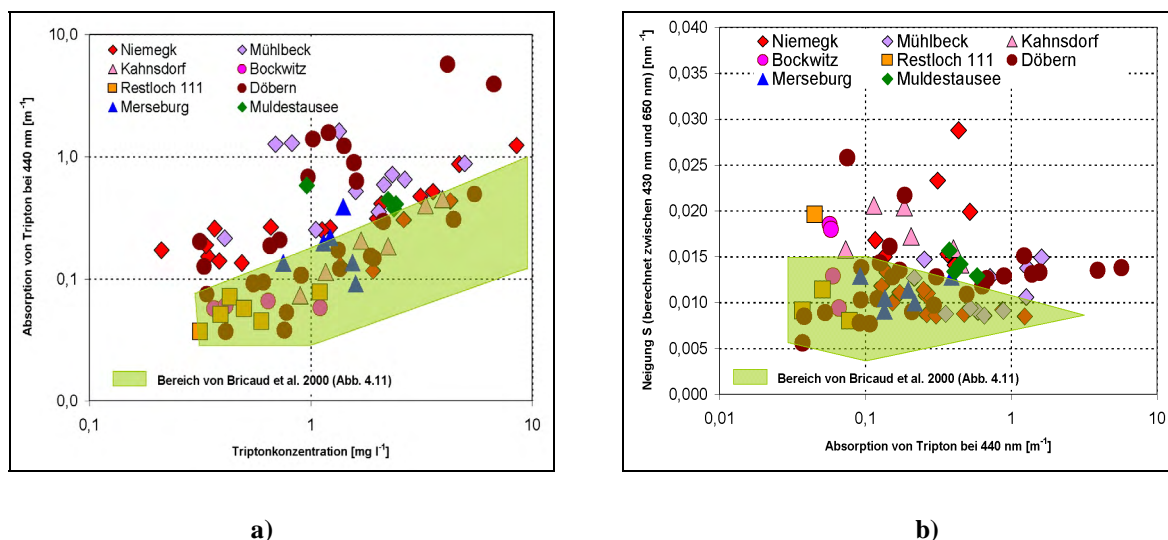 Absorption von Tripton bei 440 nm [m⁻¹]
10,0
1,0
0,1
0,0
Niemegk
Mühlbeck
Kahnsdorf
Bockwitz
Restloch 111
Döbern
Merseburg
Muldestausee
Bereich von Bricaud et al. 2000 (Abb. 4.11)
0,1
1
10
Triptonkonzentration [mg l⁻¹]
a)
Neigung S (berechnet zwischen 430 nm und 650 nm) [nm⁻¹]
0,040
0,035
0,030
0,025
0,020
0,015
0,010
0,005
0,000
Niemegk
Mühlbeck
Kahnsdorf
Bockwitz
Restloch 111
Döbern
Merseburg
Muldestausee
Bereich von Bricaud et al. 2000 (Abb. 4.11)
0,01
0,1
1
10
Absorption von Tripton bei 440 nm [m⁻¹]
b)